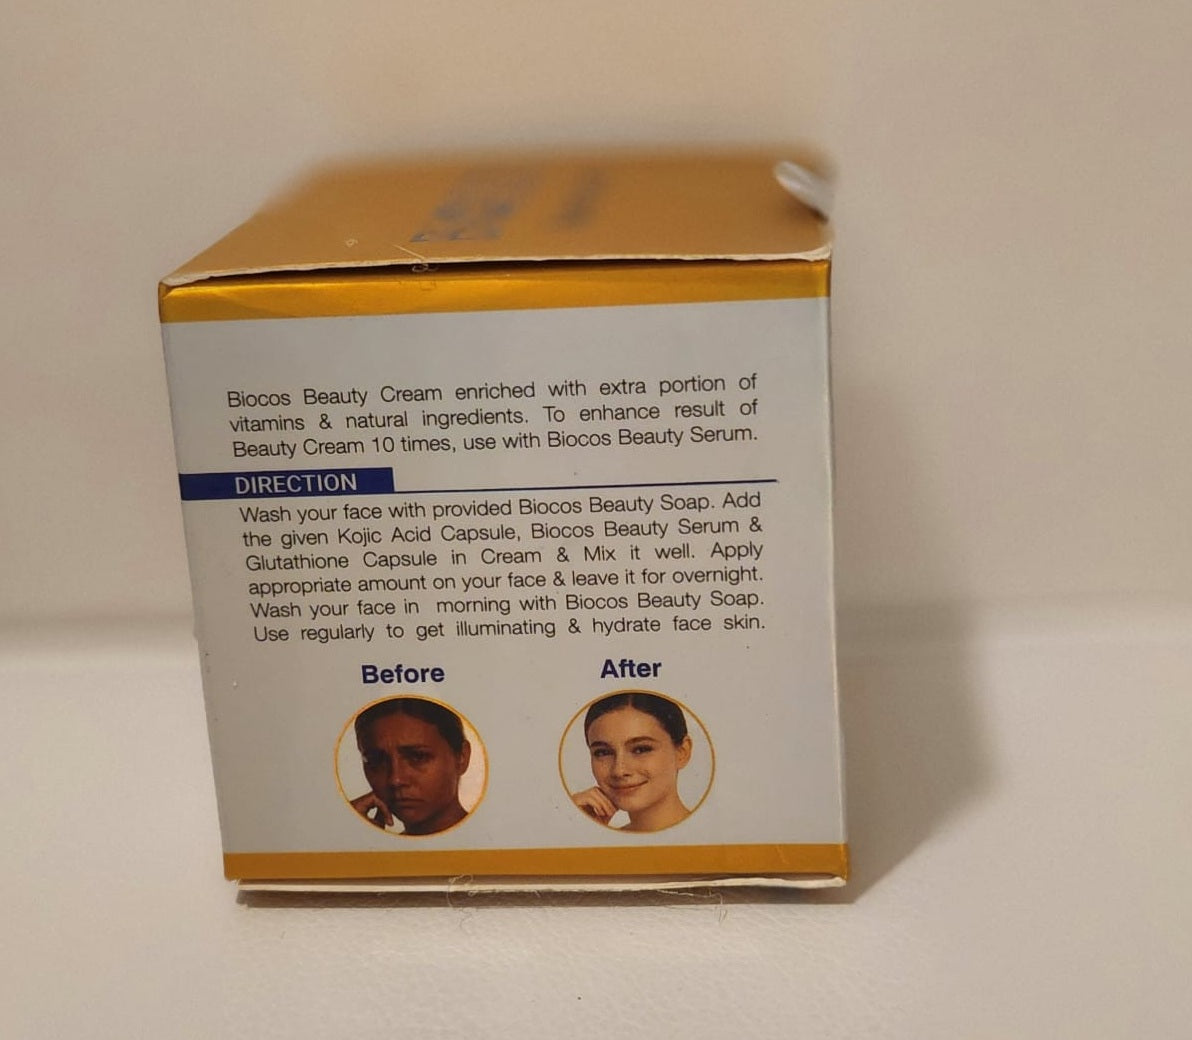 Biocos Beauty Cream enriched with extra portion of
vitamins & natural ingredients. To enhance result of
Beauty Cream 10 times, use with Biocos Beauty Serum.
DIRECTION
Wash your face with provided Biocos Beauty Soap. Add
the given Kojic Acid Capsule, Biocos Beauty Serum &
Glutathione Capsule in Cream & Mix it well. Apply
appropriate amount on your face & leave it for overnight.
Wash your face in morning with Biocos Beauty Soap.
Use regularly to get illuminating & hydrate face skin.
Before
After